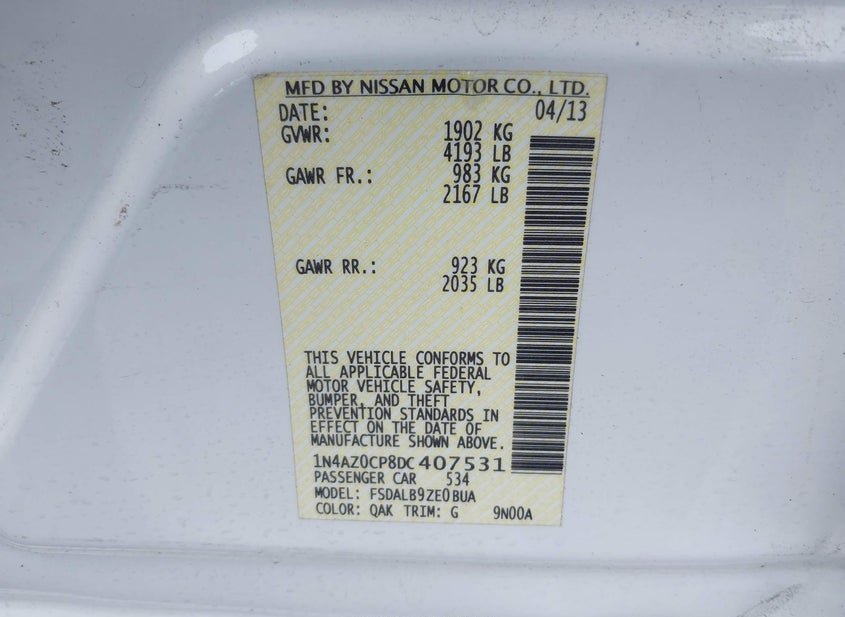 MFD BY NISSAN MOTOR CO., LTD.
DATE: 04/13
GVWR: 1902 KG
4193 LB
GAWR FR.: 983 KG
2167 LB
GAWR RR.: 923 KG
2035 LB
THIS VEHICLE CONFORMS TO
ALL APPLICABLE FEDERAL
MOTOR VEHICLE SAFETY,
BUMPER, AND THEFT
PREVENTION STANDARDS IN
EFFECT ON THE DATE OF
MANUFACTURE SHOWN ABOVE.
1N4AZ0CP8DC407531
PASSENGER CAR 534
MODEL: FSDALB9ZE0BUA
COLOR: QAK TRIM: G 9N00A